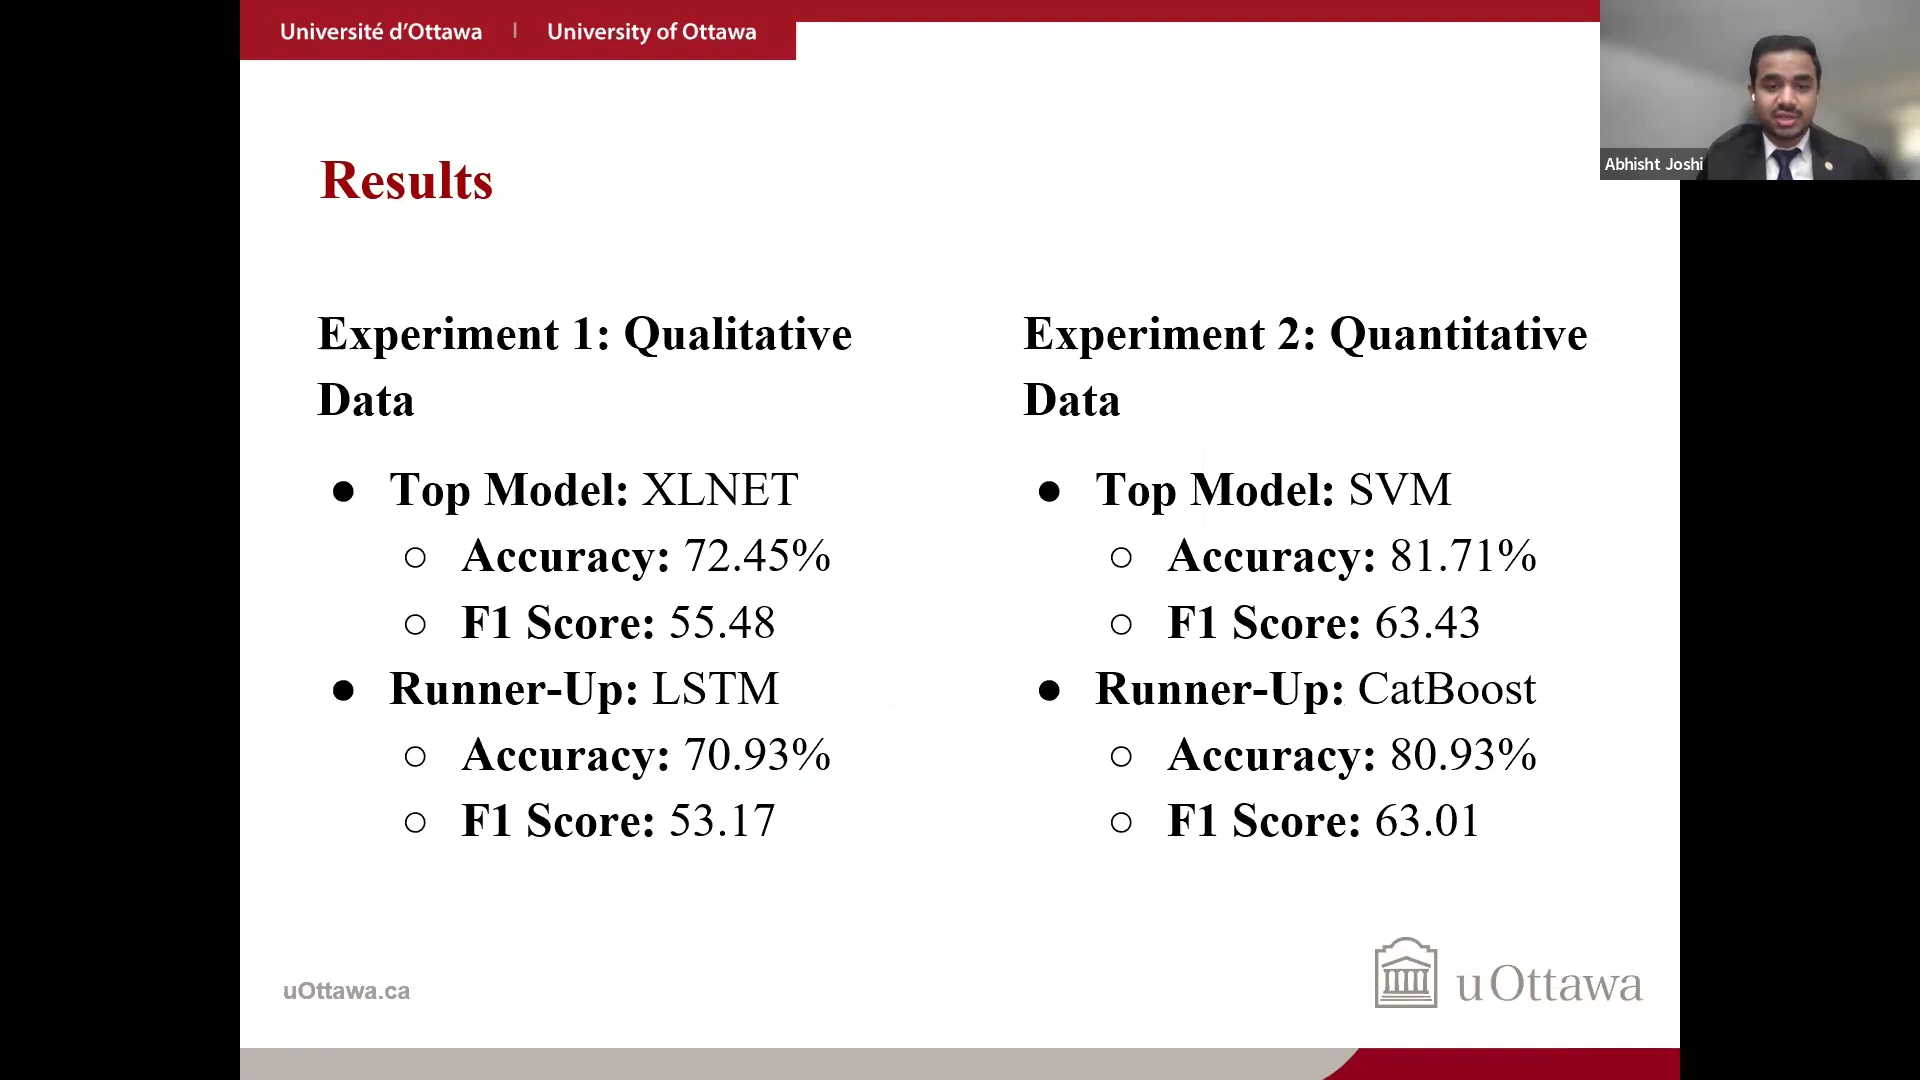 Université d'Ottawa | University of Ottawa
Abhisht Joshi
Results
Experiment 1: Qualitative
Data
● Top Model: XLNET
○ Accuracy: 72.45%
○ F1 Score: 55.48
● Runner-Up: LSTM
○ Accuracy: 70.93%
○ F1 Score: 53.17
Experiment 2: Quantitative
Data
● Top Model: SVM
○ Accuracy: 81.71%
○ F1 Score: 63.43
● Runner-Up: CatBoost
○ Accuracy: 80.93%
○ F1 Score: 63.01
uOttawa.ca
uOttawa